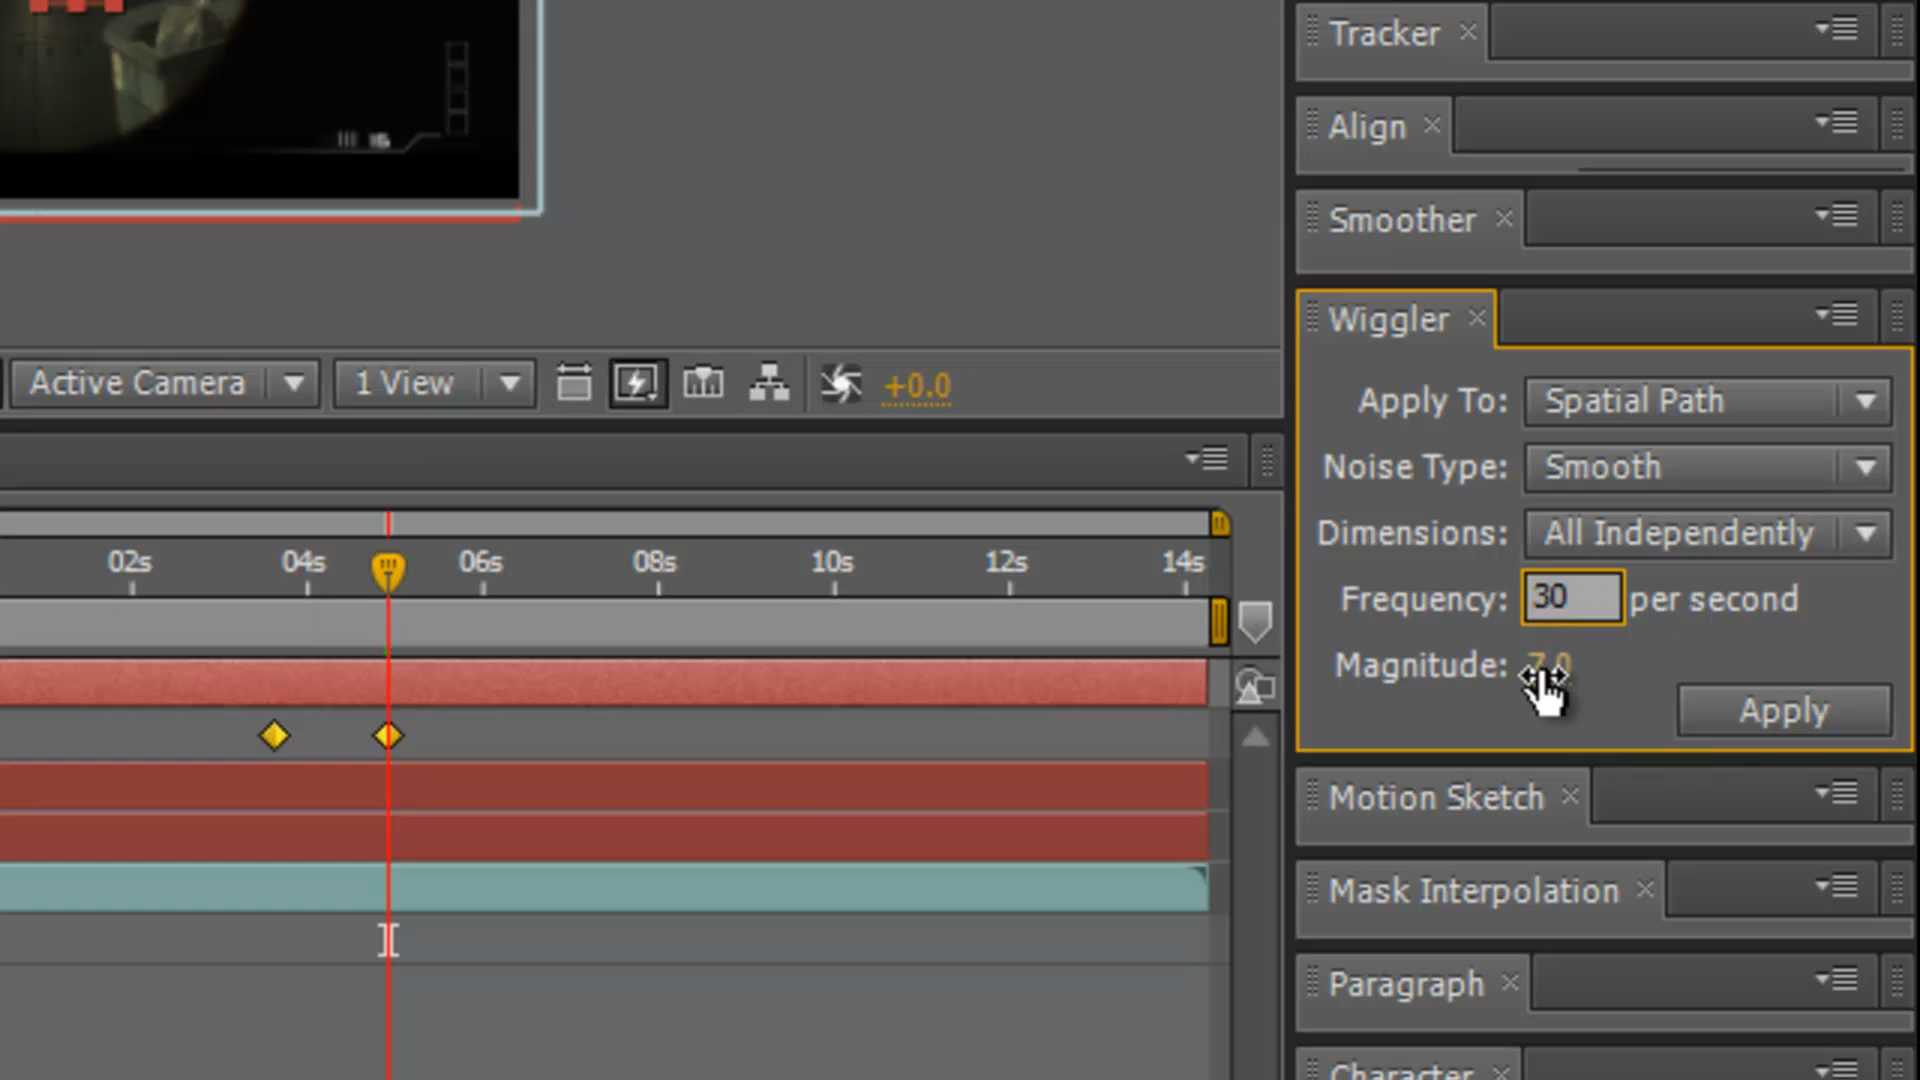 Tracker
Align
Smoother
Wiggler
Apply To: Spatial Path
Noise Type: Smooth
Dimensions: All Independently
Frequency: 30 per second
Magnitude: 7.0
Apply
Active Camera
1 View
+0.0
02s 04s 06s 08s 10s 12s 14s
Motion Sketch
Mask Interpolation
Paragraph
Character